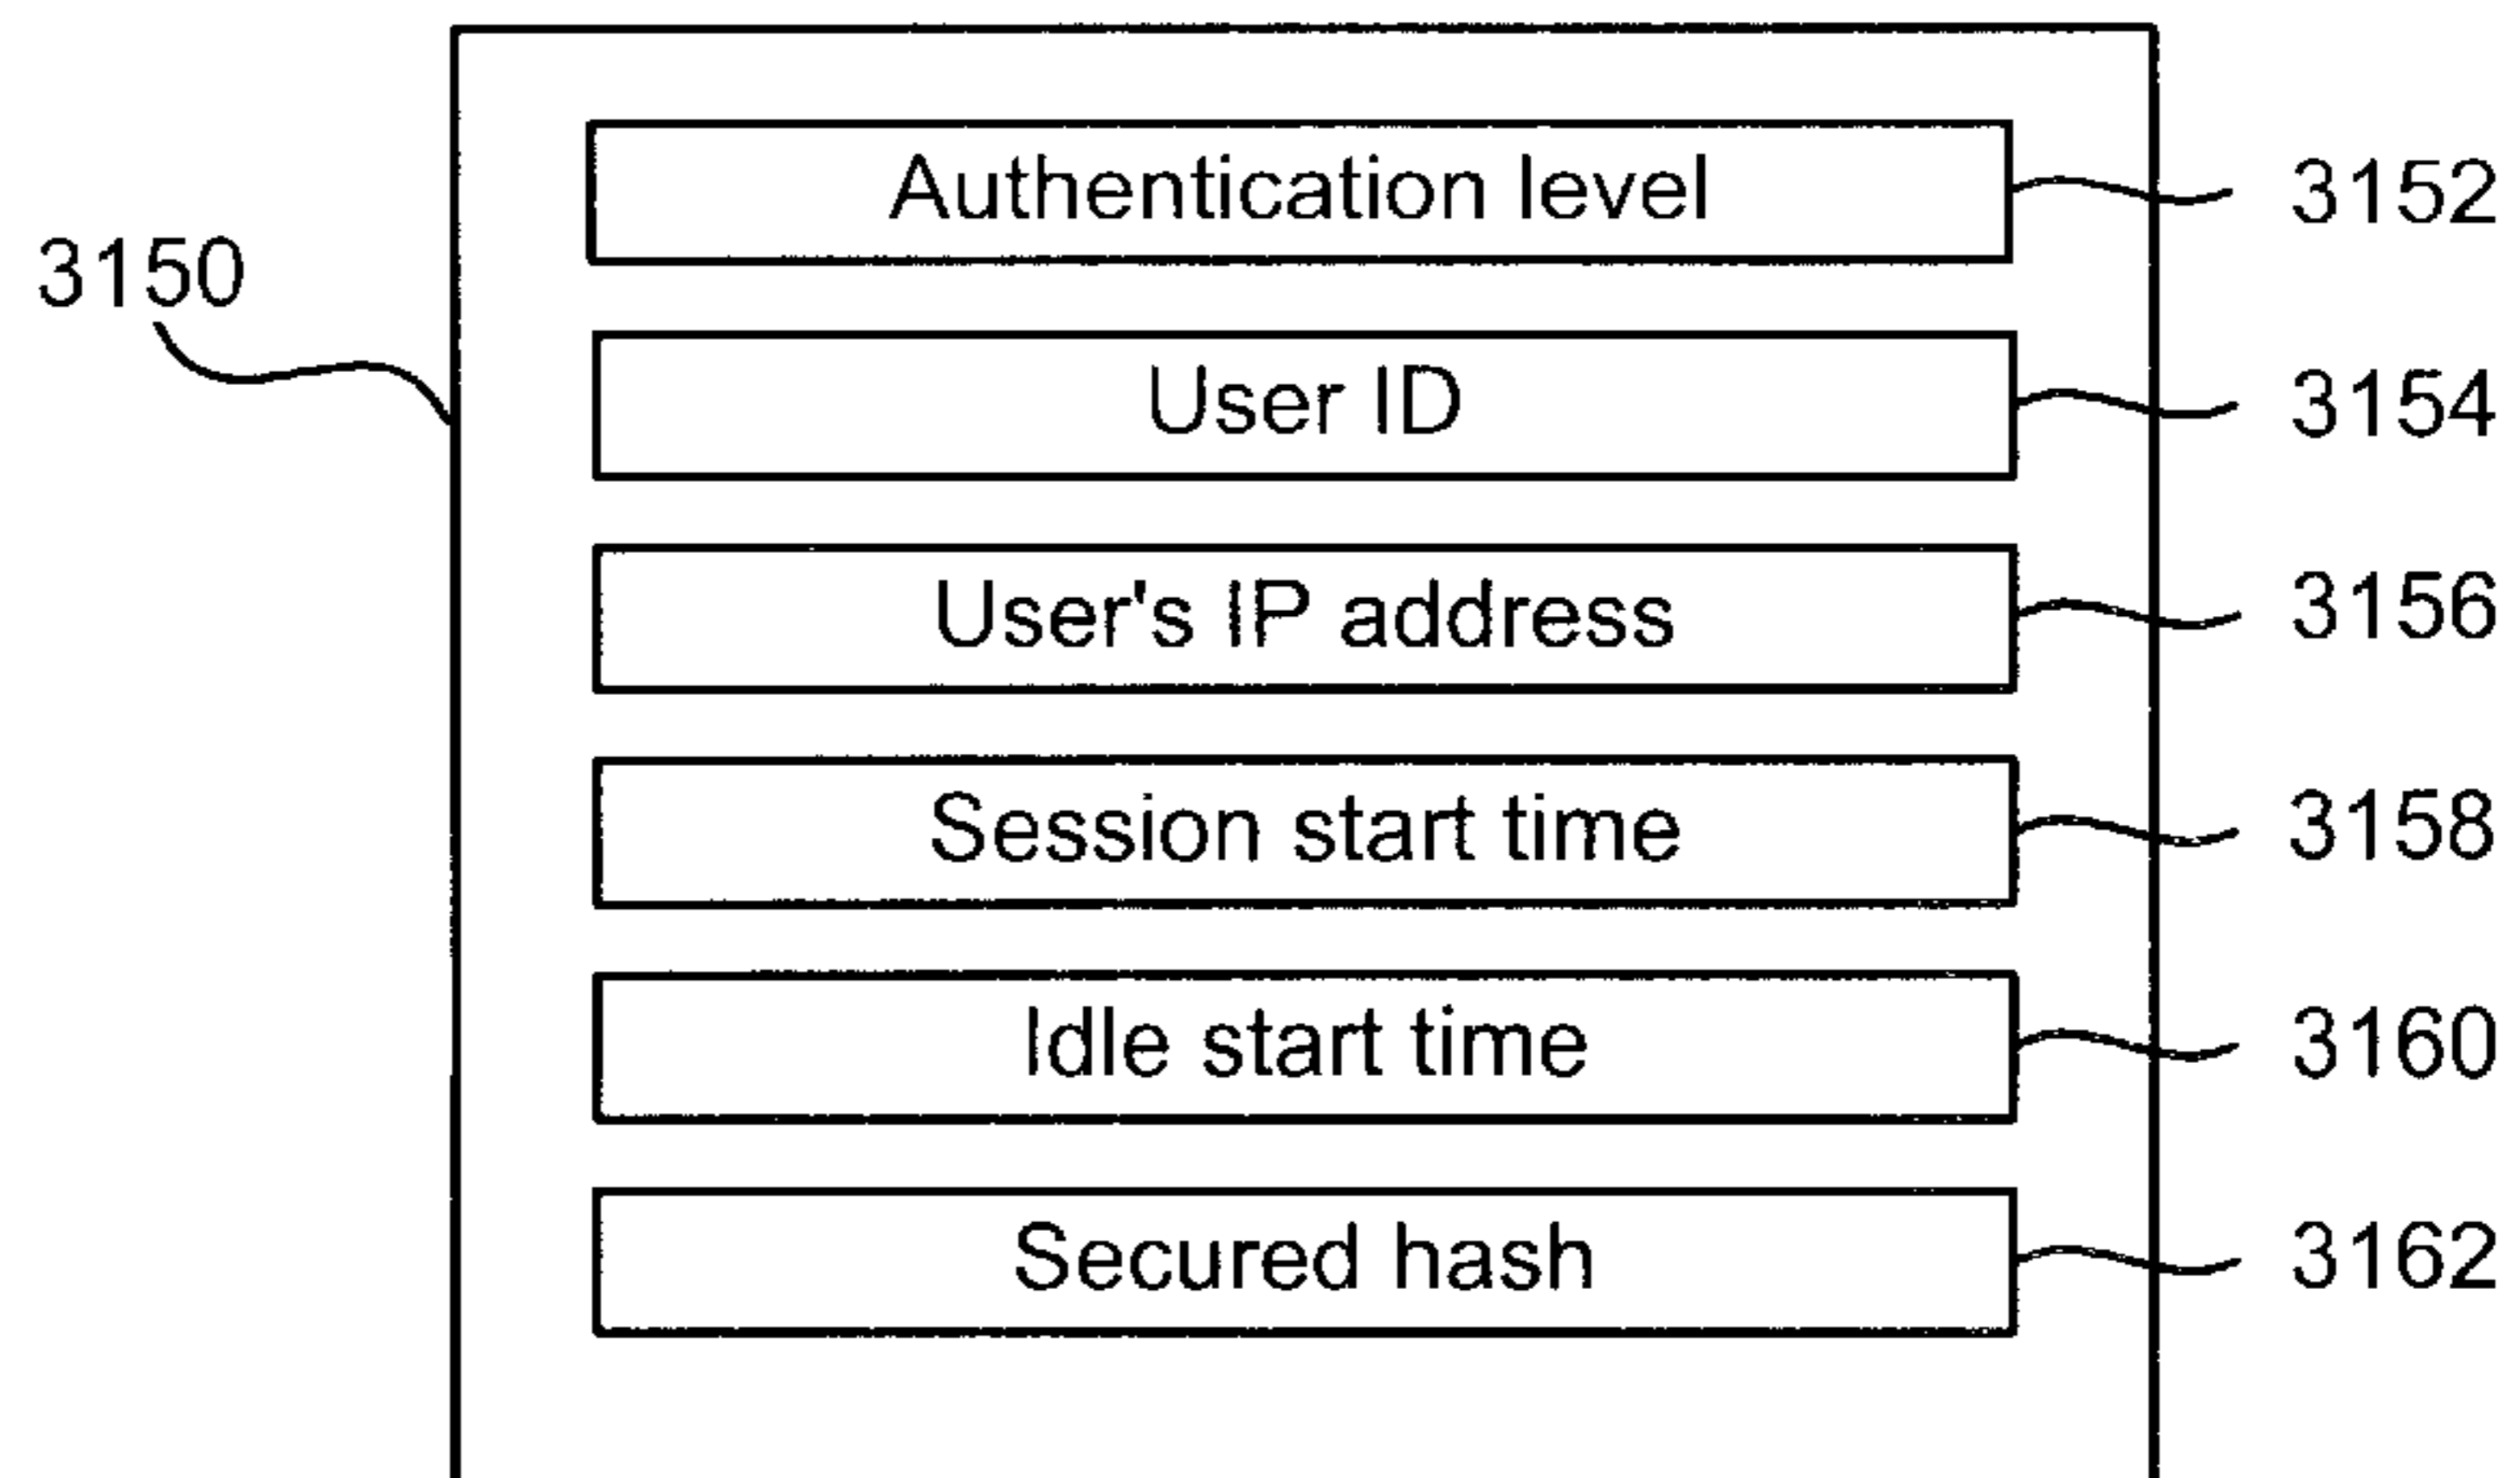 Authentication level 3152
3150
User ID 3154
User's IP address 3156
Session start time 3158
Idle start time 3160
Secured hash 3162